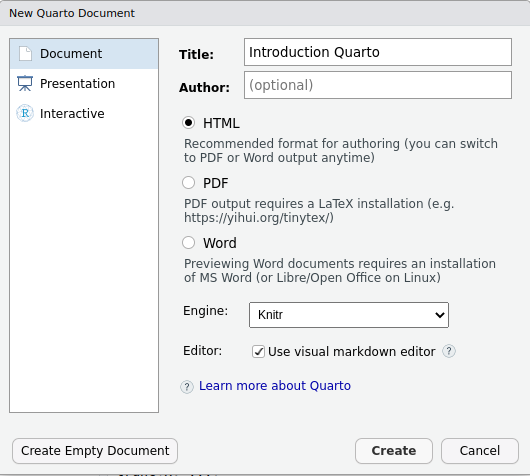 New Quarto Document
Document
Presentation
Interactive
Title: Introduction Quarto
Author: (optional)
HTML
Recommended format for authoring (you can switch
to PDF or Word output anytime)
PDF
PDF output requires a LaTeX installation (e.g.
https://yihui.org/tinytex/)
Word
Previewing Word documents requires an installation
of MS Word (or Libre/Open Office on Linux)
Engine: Knitr
Editor: Use visual markdown editor ?
? Learn more about Quarto
Create Empty Document Create Cancel